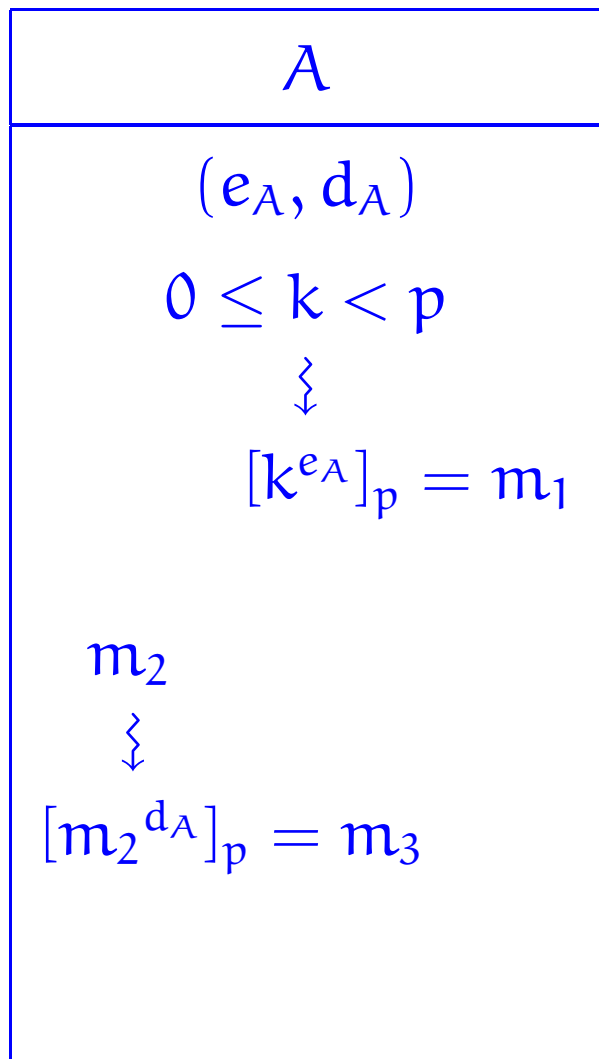 A
(e_A, d_A)
0 ≤ k < p
[k^{e_A}]_p = m_1
m_2
[m_2^{d_A}]_p = m_3